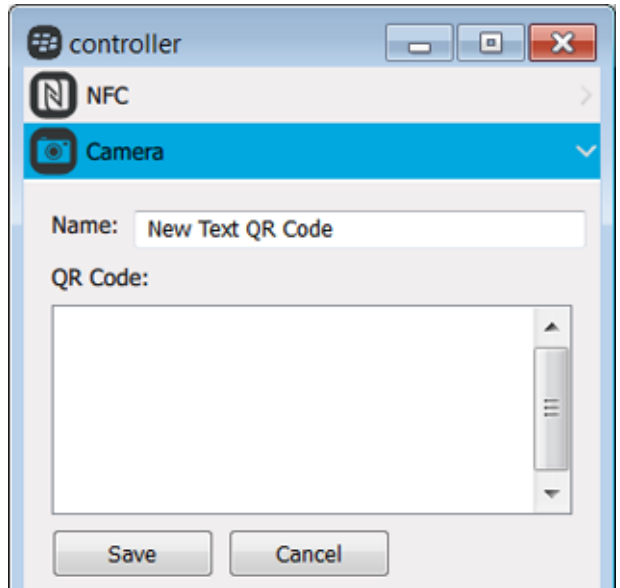 controller
NFC
Camera
Name: New Text QR Code
QR Code:
Save Cancel